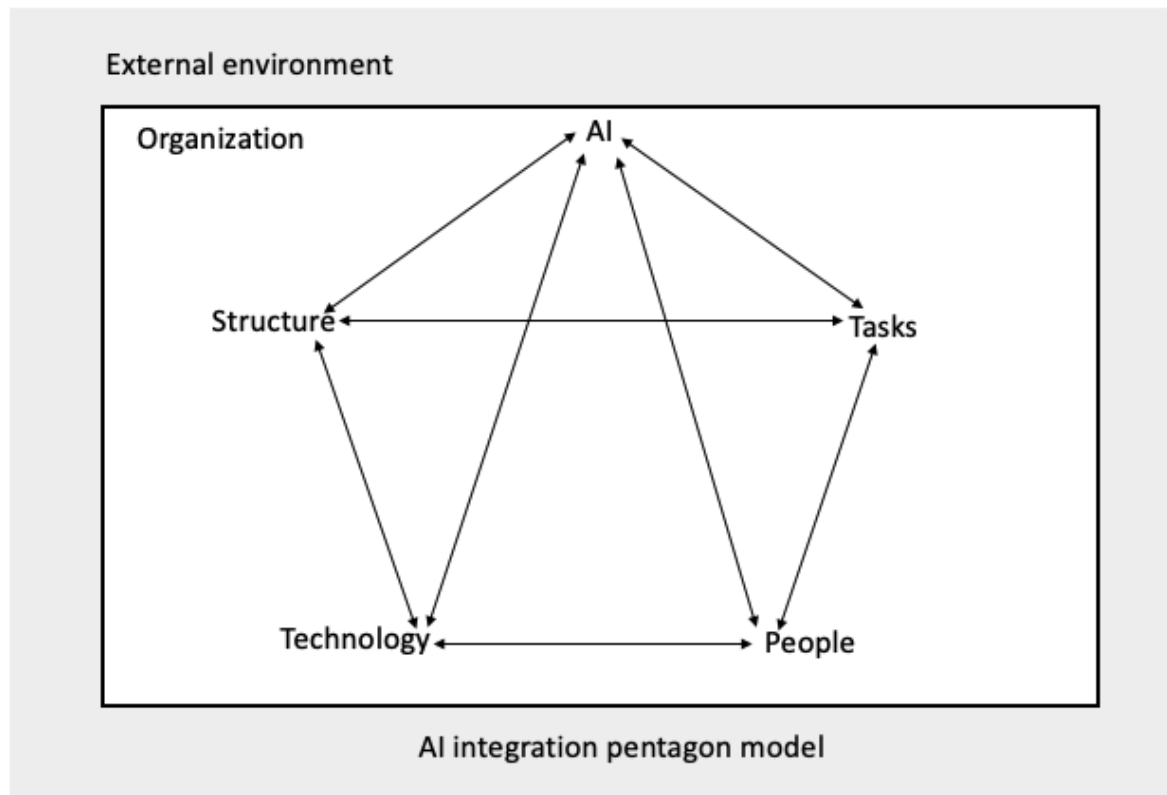 External environment
Organization
AI
Structure
Tasks
Technology
People
AI integration pentagon model